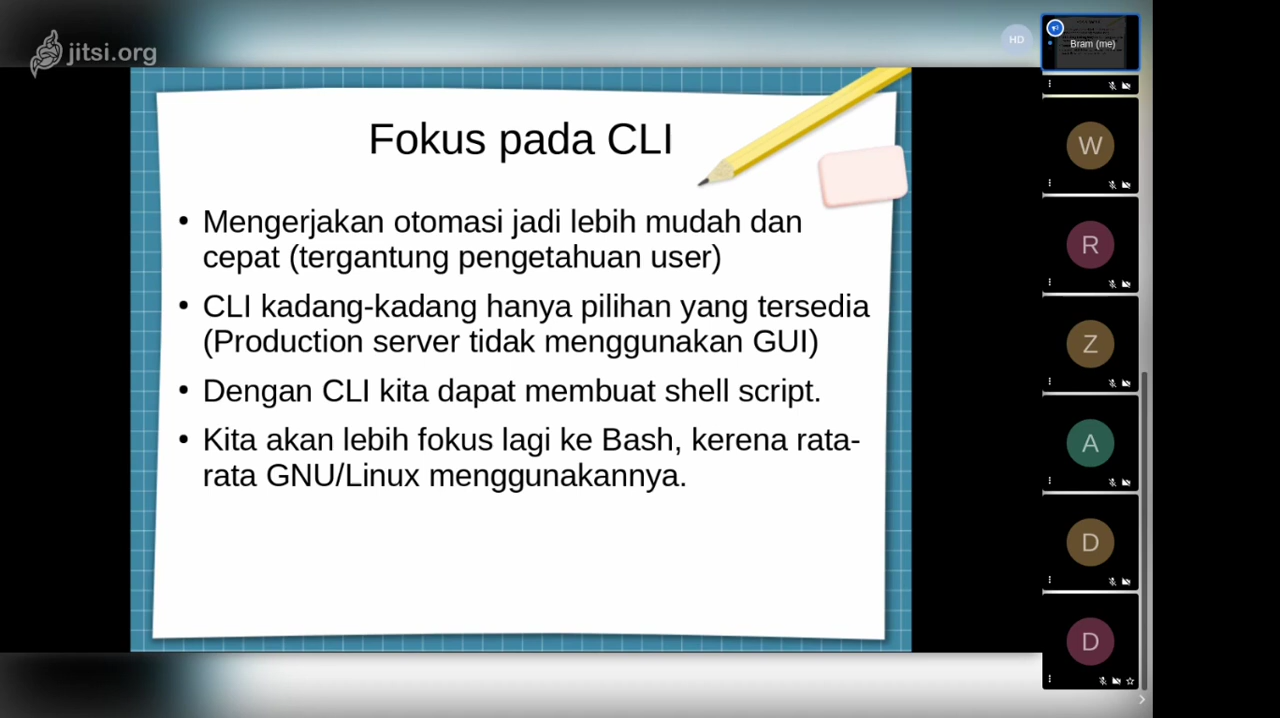 jitsi.org
HD
Bram (me)
Fokus pada CLI
• Mengerjakan otomasi jadi lebih mudah dan
cepat (tergantung pengetahuan user)
• CLI kadang-kadang hanya pilihan yang tersedia
(Production server tidak menggunakan GUI)
• Dengan CLI kita dapat membuat shell script.
• Kita akan lebih fokus lagi ke Bash, kerena rata-
rata GNU/Linux menggunakannya.
W
R
Z
A
D
D